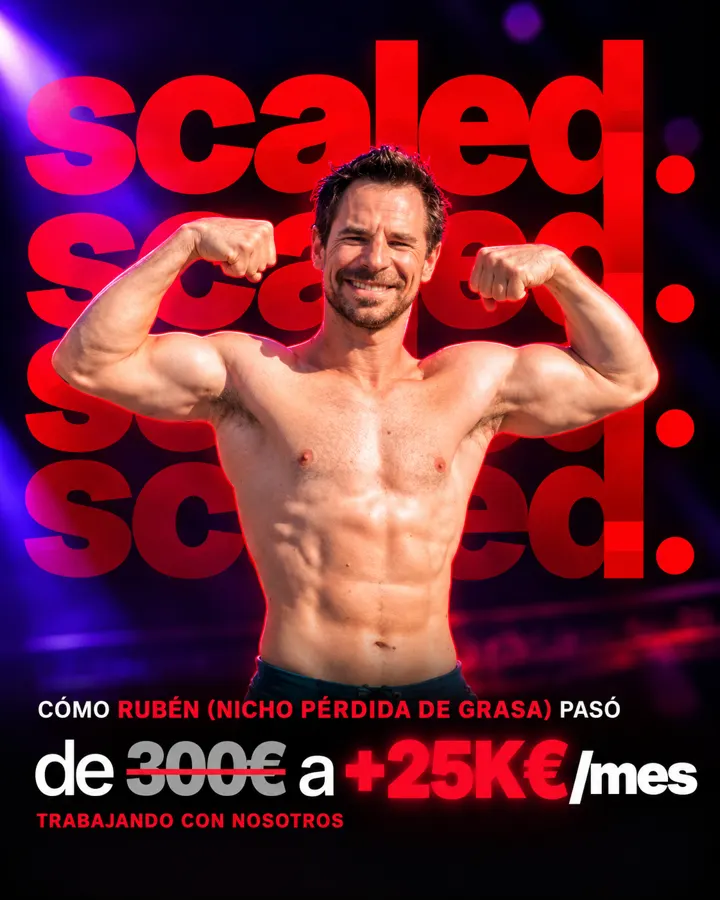 scaled.
scaled.
scaled.
scaled.
CÓMO RUBÉN (NICHO PÉRDIDA DE GRASA) PASÓ
de 300€ a +25K€/mes
TRABAJANDO CON NOSOTROS